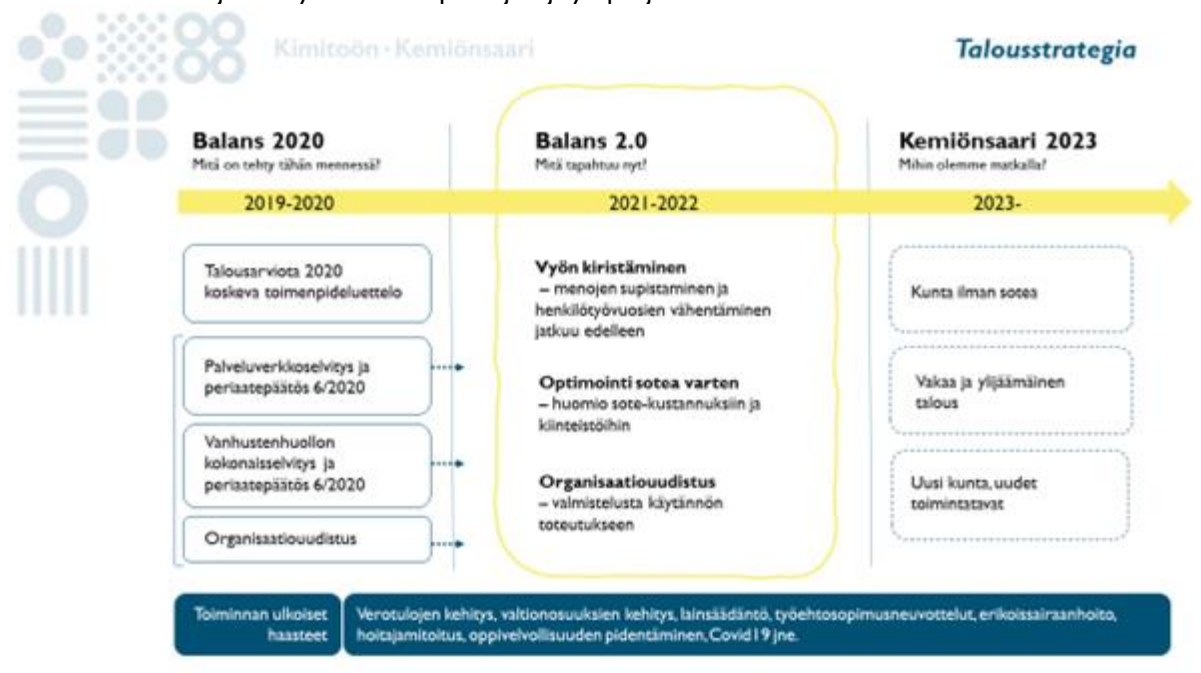 Kimitoön · Kemiönsaari
Talousstrategia
Balans 2020
Mitä on tehty tähän mennessä?
Balans 2.0
Mitä tapahtuu nyt?
Kemiönsaari 2023
Mihin olemme matkalla?
2019-2020
2021-2022
2023-
Talousarviota 2020
koskeva toimenpideluettelo
Palveluverkkoselvitys ja
periaatepäätös 6/2020
Vanhustenhuollon
kokonaisselvitys ja
periaatepäätös 6/2020
Organisaatiouudistus
Vyön kiristäminen
– menojen supistaminen ja
henkilötyövuosien vähentäminen
jatkuu edelleen
Optimointi sotea varten
– huomio sote-kustannuksiin ja
kiinteistöihin
Organisaatiouudistus
– valmistelusta käytännön
toteutukseen
Kunta ilman sotea
Vakaa ja ylijäämäinen
talous
Uusi kunta, uudet
toimintatavat
Toiminnan ulkoiset
haasteet
Verotulojen kehitys, valtionosuuksien kehitys, lainsäädäntö, työehtosopimusneuvottelut, erikoissairaanhoito,
hoitajamitoitus, oppivelvollisuuden pidentäminen, Covid19 jne.